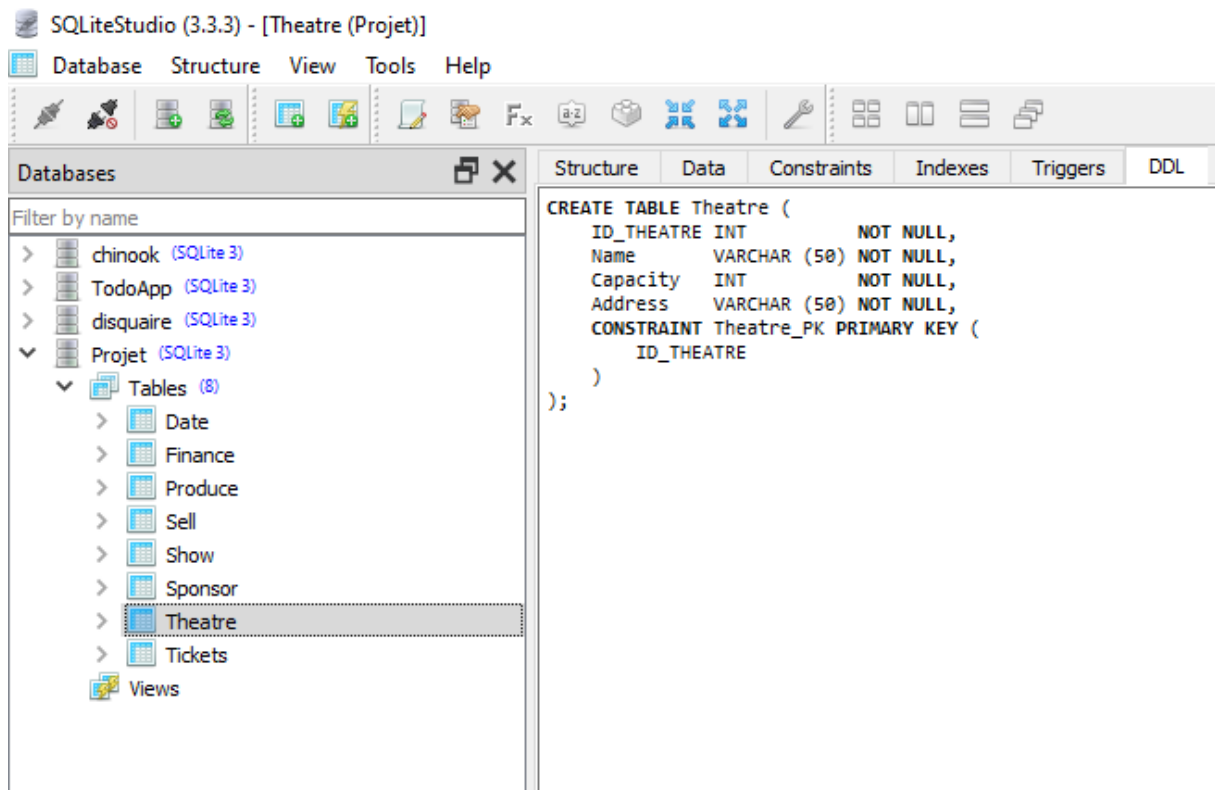 SQLiteStudio (3.3.3) - [Theatre (Projet)]
Database Structure View Tools Help
Fx a-z
Databases
Filter by name
chinook (SQLite 3)
TodoApp (SQLite 3)
disquaire (SQLite 3)
Projet (SQLite 3)
Tables (8)
Date
Finance
Produce
Sell
Show
Sponsor
Theatre
Tickets
Views
Structure Data Constraints Indexes Triggers DDL
CREATE TABLE Theatre (
    ID_THEATRE INT          NOT NULL,
    Name       VARCHAR (50) NOT NULL,
    Capacity   INT          NOT NULL,
    Address    VARCHAR (50) NOT NULL,
    CONSTRAINT Theatre_PK PRIMARY KEY (
        ID_THEATRE
    )
);